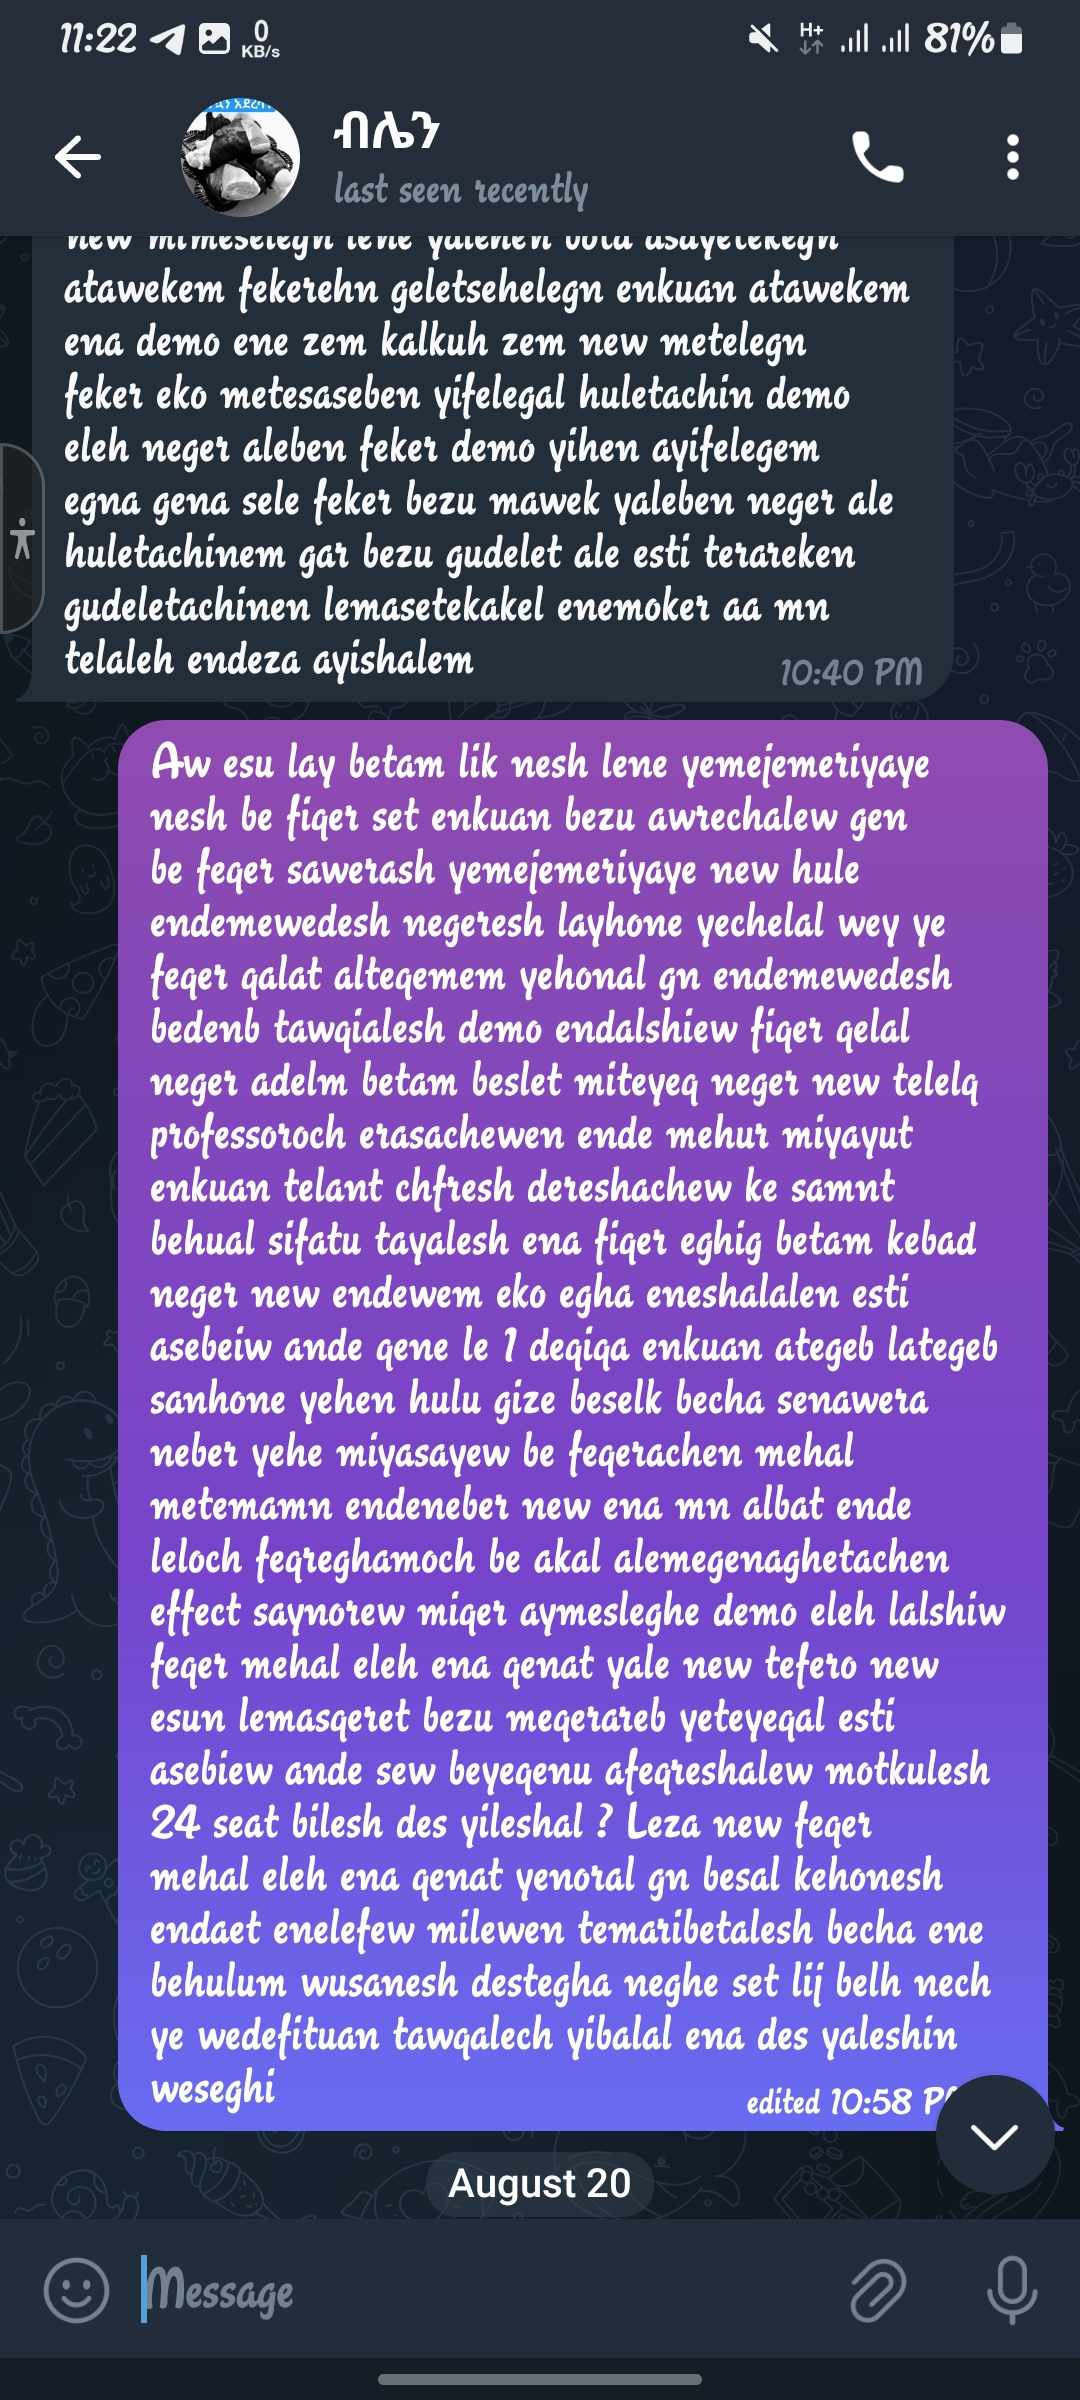 11:22 0 KB/s H+ 81%
ብሌን
last seen recently
atawekem fekerehn geletsehelegn enkuan atawekem
ena demo ene zem kalkuh zem new metelegn
feker eko metesaseben yifelegal huletachin demo
eleh neger aleben feker demo yihen ayifelegem
egna gena sele feker bezu mawek yaleben neger ale
huletachinem gar bezu gudelet ale esti terareken
gudeletachinen lemasetekakel enemoker aa mn
telaleh endeza ayishalem
10:40 PM
Aw esu lay betam lik nesh lene yemejemeriyaye
nesh be fiqer set enkuan bezu awrechalew gen
be feqer sawerash yemejemeriyaye new hule
endemewedesh negeresh layhone yechelal wey ye
feqer qalat alteqemem yehonal gn endemewedesh
bedenb tawqialesh demo endalshiew fiqer qelal
neger adelm betam beslet miteyeq neger new telelq
professoroch erasachewen ende mehur miyayut
enkuan telant chfresh dereshachew ke samnt
behual sifatu tayalesh ena fiqer eghig betam kebad
neger new endewem eko egha eneshalalen esti
asebeiw ande qene le 1 deqiqa enkuan ategeb lategeb
sanhone yehen hulu gize beselk becha senawera
neber yehe miyasayew be feqerachen mehal
metemamn endeneber new ena mn albat ende
leloch feqreghamoch be akal alemegenaghetachen
effect saynorew miqer aymesleghe demo eleh lalshiw
feqer mehal eleh ena qenat yale new tefero new
esun lemasqeret bezu meqerareb yeteyeqal esti
asebiew ande sew beyeqenu afeqreshalew motkulesh
24 seat bilesh des yileshal ? Leza new feqer
mehal eleh ena qenat yenoral gn besal kehonesh
endaet enelefew milewen temaribetalesh becha ene
behulum wusanesh destegha neghe set lij belh nech
ye wedefituan tawqalech yibalal ena des yaleshin
weseghi
edited 10:58
August 20
Message